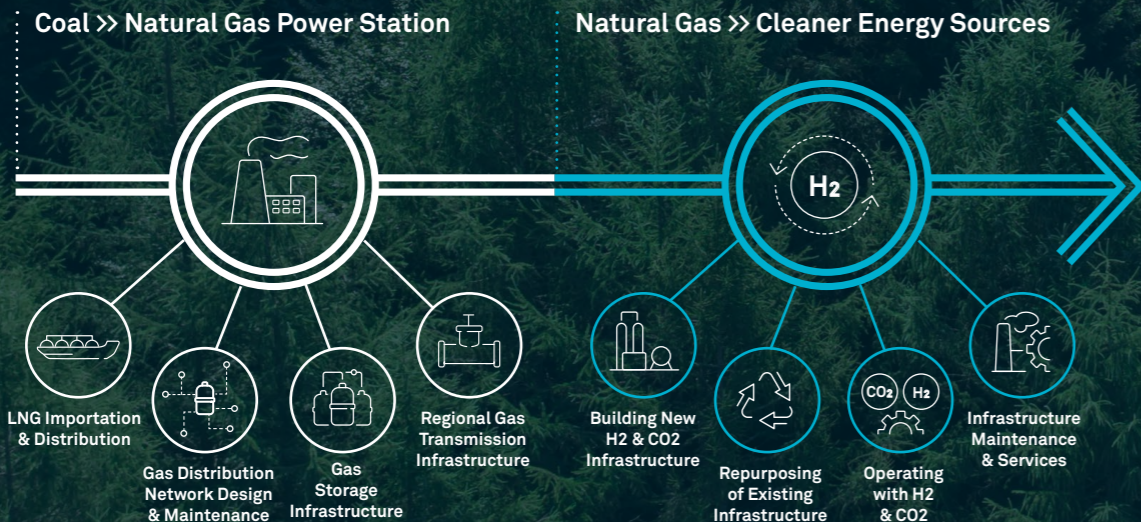 Coal >> Natural Gas Power Station
Natural Gas >> Cleaner Energy Sources
H2
LNG Importation
& Distribution
Gas Distribution
Network Design
& Maintenance
Gas
Storage
Infrastructure
Regional Gas
Transmission
Infrastructure
Building New
H2 & CO2
Infrastructure
Repurposing
of Existing
Infrastructure
CO2
H2
Operating
with H2
& CO2
Infrastructure
Maintenance
& Services